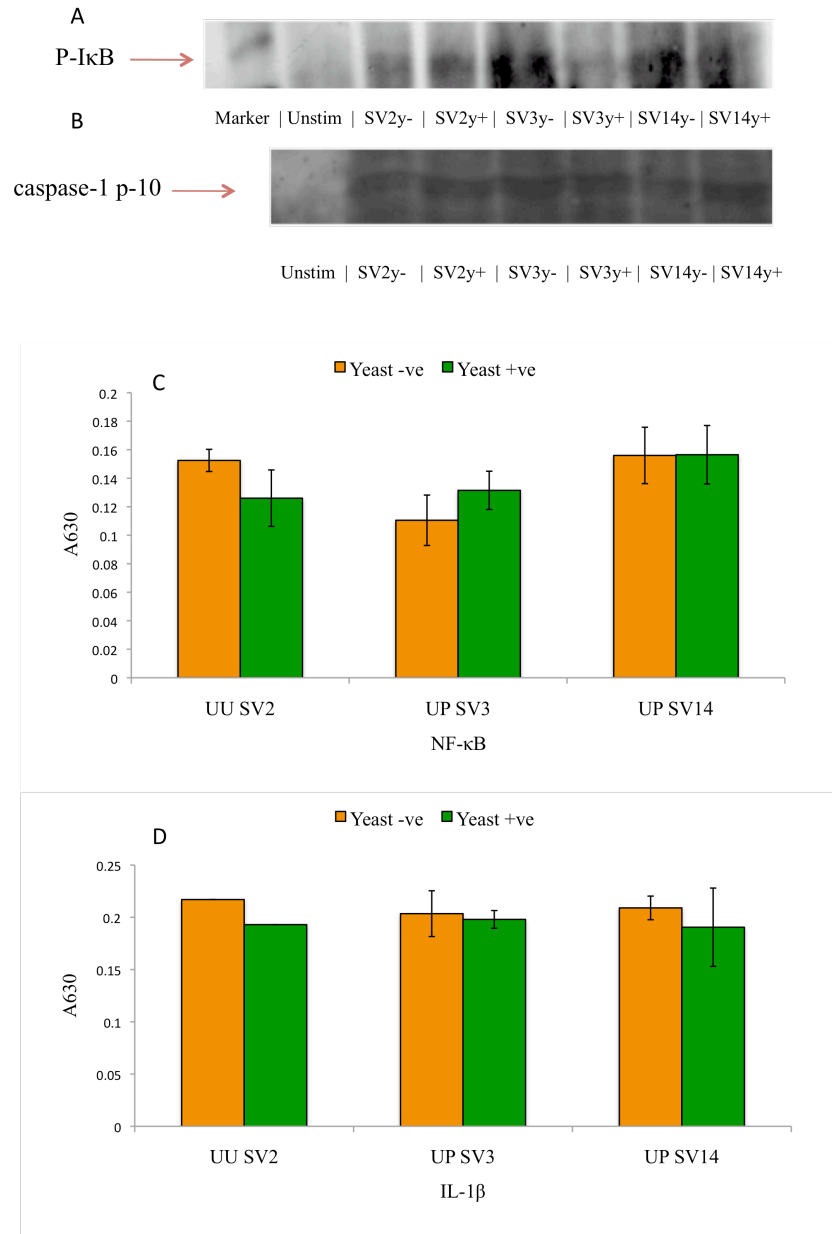 A
P-IκB
Marker | Unstim | SV2y- | SV2y+ | SV3y- | SV3y+ | SV14y- | SV14y+
B
caspase-1 p-10
Unstim | SV2y- | SV2y+ | SV3y- | SV3y+ | SV14y- | SV14y+
Yeast -ve Yeast +ve
C
0.2
0.18
0.16
0.14
0.12
0.1
0.08
0.06
0.04
0.02
0
A630
UU SV2 UP SV3 UP SV14
NF-κB
Yeast -ve Yeast +ve
D
0.25
0.2
0.15
0.1
0.05
0
A630
UU SV2 UP SV3 UP SV14
IL-1β